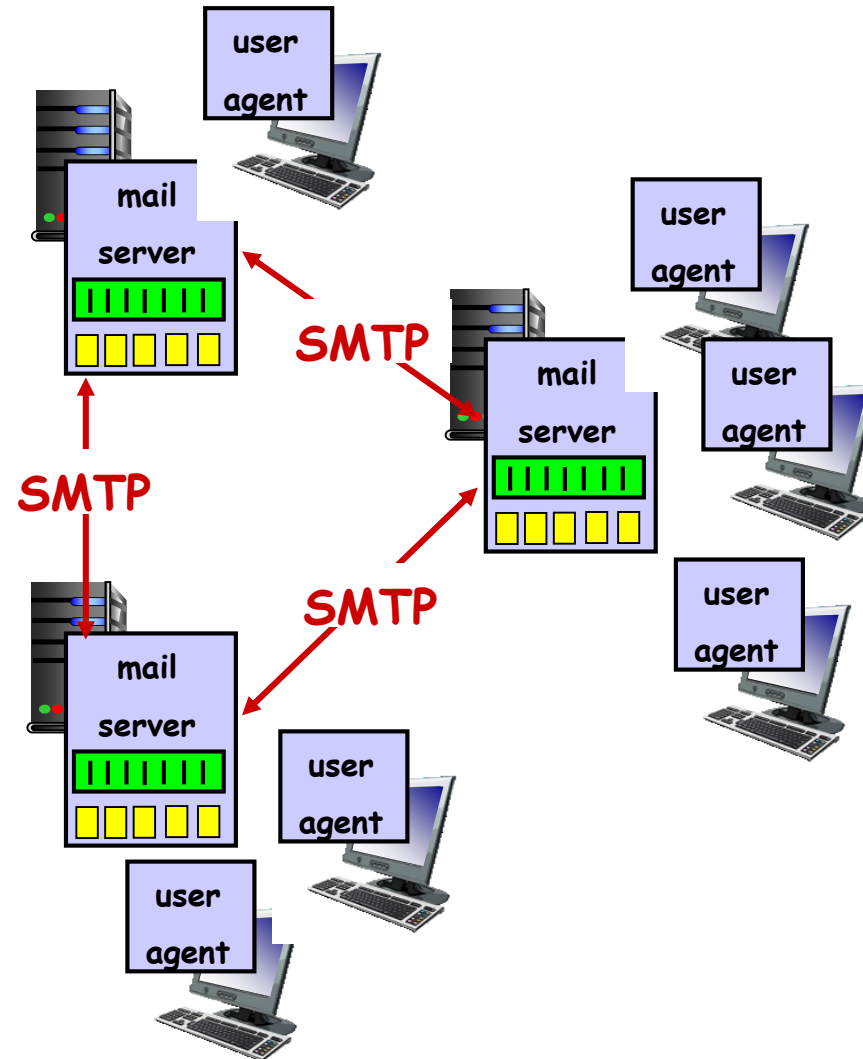 user
agent
mail
server
user
agent
SMTP
mail
server
user
agent
SMTP
user
agent
SMTP
mail
server
user
agent
user
agent